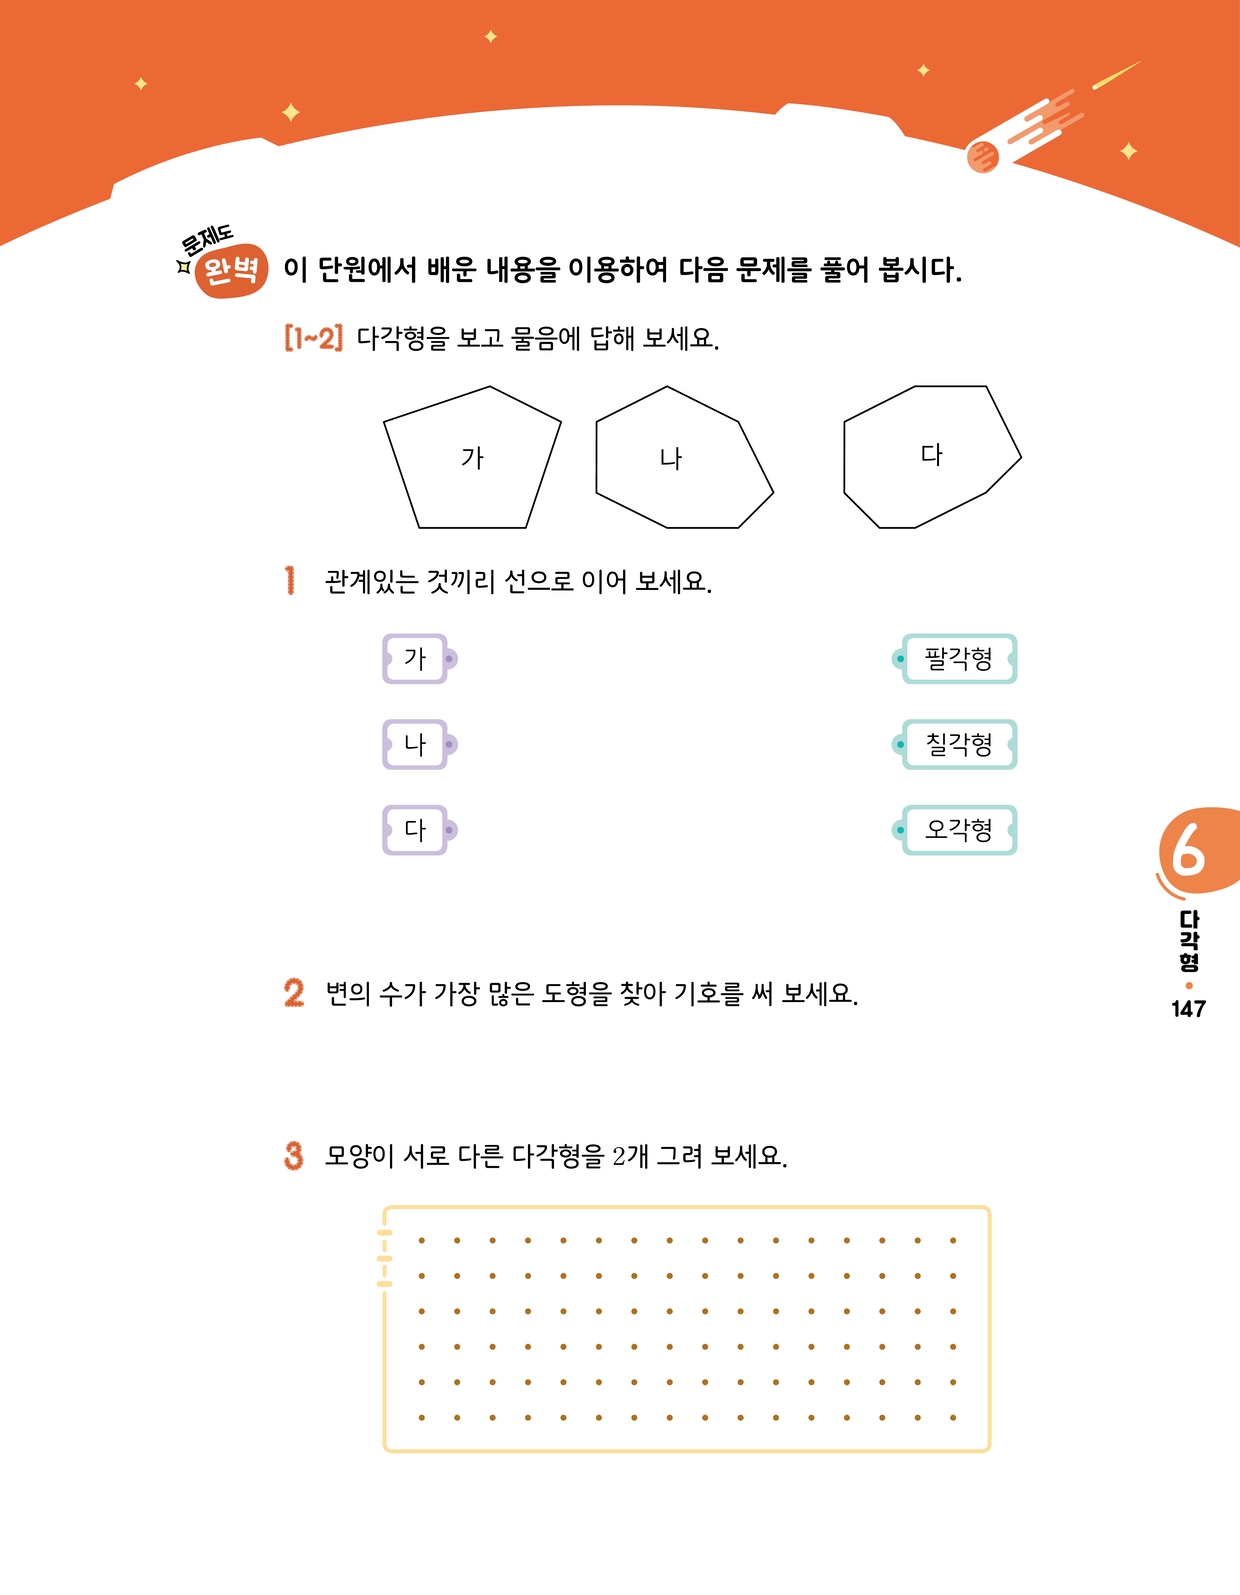 문제도
완벽
이 단원에서 배운 내용을 이용하여 다음 문제를 풀어 봅시다.
[1~2] 다각형을 보고 물음에 답해 보세요.
가
나
다
1 관계있는 것끼리 선으로 이어 보세요.
가 팔각형
나 칠각형
다 오각형
6
다각형
147
2 변의 수가 가장 많은 도형을 찾아 기호를 써 보세요.
3 모양이 서로 다른 다각형을 2개 그려 보세요.